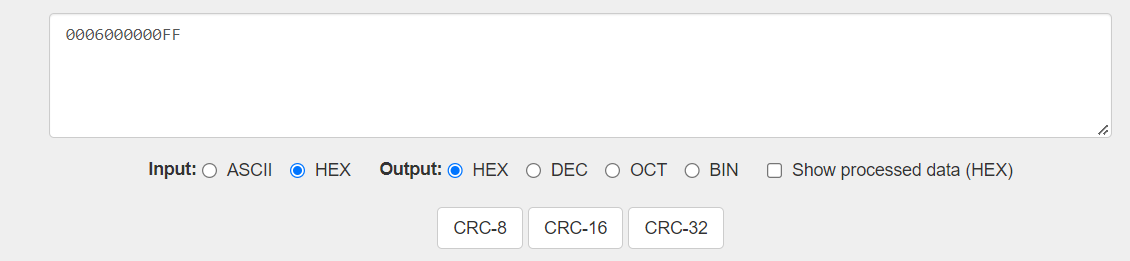 0006000000FF
Input: ASCII HEX Output: HEX DEC OCT BIN Show processed data (HEX)
CRC-8 CRC-16 CRC-32